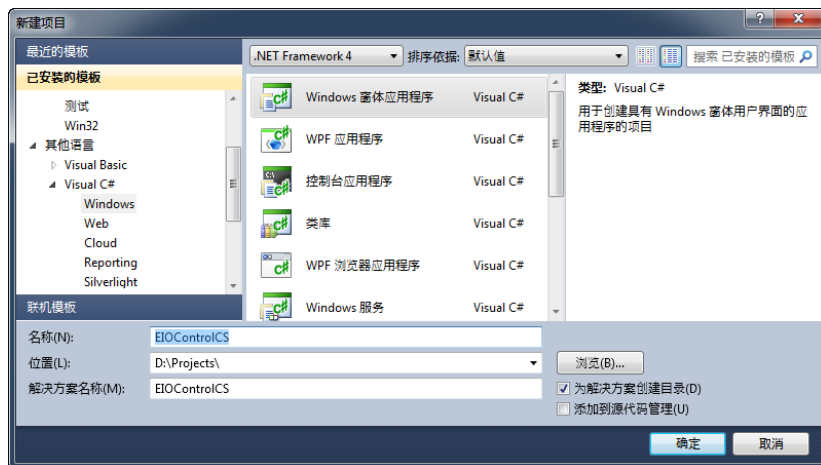 新建项目
最近的模板
.NET Framework 4 排序依据: 默认值 搜索 已安装的模板
已安装的模板
测试
Win32
其他语言
Visual Basic
Visual C#
Windows
Web
Cloud
Reporting
Silverlight
联机模板
Windows 窗体应用程序 Visual C#
WPF 应用程序 Visual C#
控制台应用程序 Visual C#
类库 Visual C#
WPF 浏览器应用程序 Visual C#
Windows 服务 Visual C#
类型: Visual C#
用于创建具有 Windows 窗体用户界面的应
用程序的项目
名称(N): EIOControlCS
位置(L): D:\Projects\ 浏览(B)...
解决方案名称(M): EIOControlCS 为解决方案创建目录(D)
添加到源代码管理(U)
确定 取消